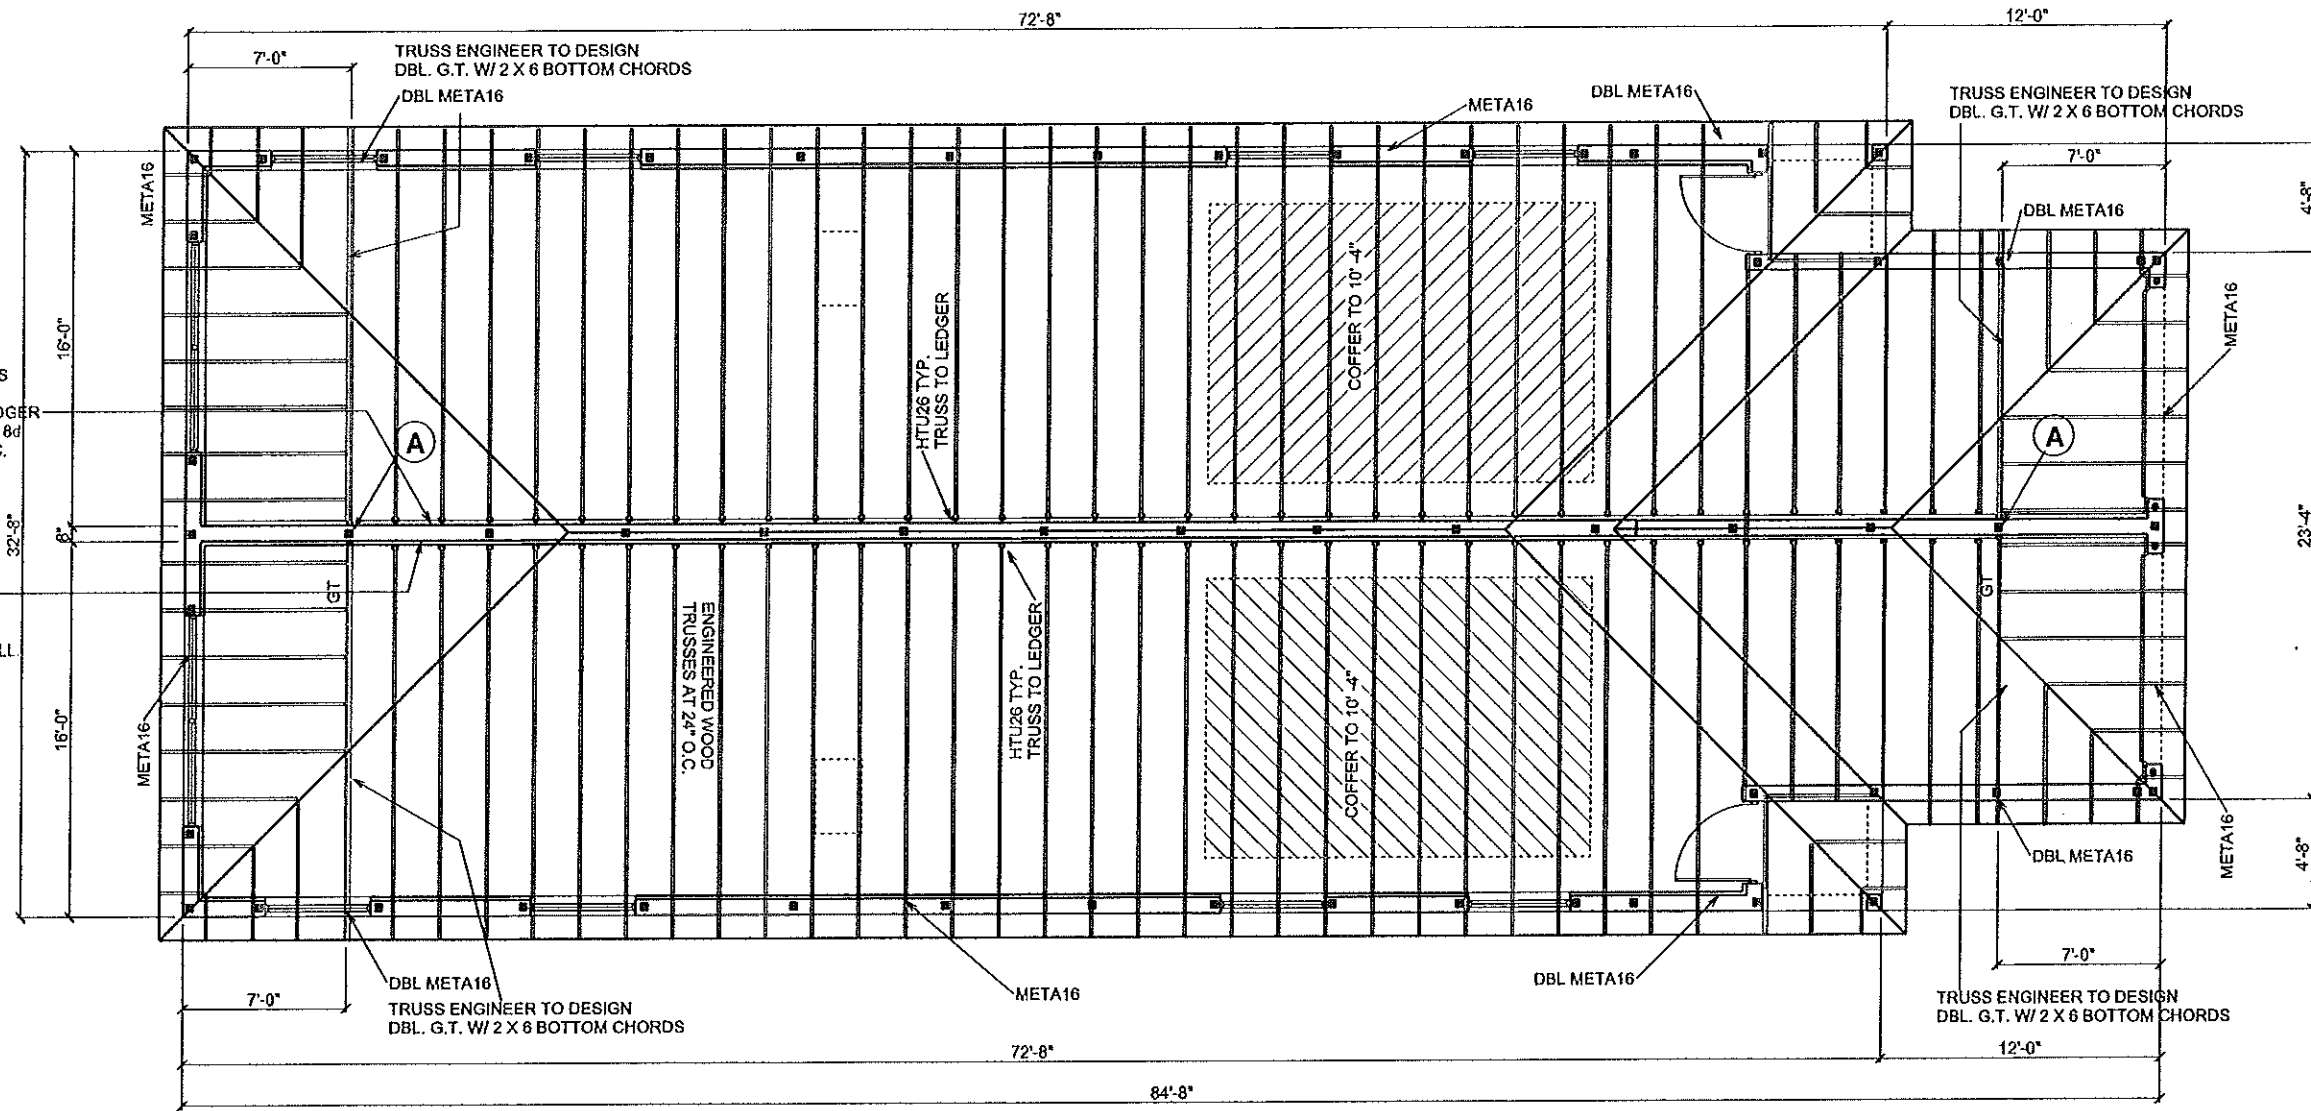 72'-8"
12'-0"
TRUSS ENGINEER TO DESIGN
DBL. G.T. W/ 2 X 6 BOTTOM CHORDS
7'-0"
DBL META16
META16
DBL META16
TRUSS ENGINEER TO DESIGN
DBL. G.T. W/ 2 X 6 BOTTOM CHORDS
7'-0"
META16
DBL META16
4'-8"
META16
16'-0"
COFFER TO 10'-4"
HTU26 TYP.
TRUSS TO LEDGER
S
DGER
8d
A
A
32'-8"
8"
23'-4"
GT
GT
ENGINEERED WOOD
TRUSSES AT 24" O.C.
HTU26 TYP.
TRUSS TO LEDGER
COFFER TO 10'-4"
LL.
META16
16'-0"
META16
DBL META16
4'-8"
DBL META16
META16
DBL META16
7'-0"
7'-0"
TRUSS ENGINEER TO DESIGN
DBL. G.T. W/ 2 X 6 BOTTOM CHORDS
TRUSS ENGINEER TO DESIGN
DBL. G.T. W/ 2 X 6 BOTTOM CHORDS
72'-8"
12'-0"
84'-8"